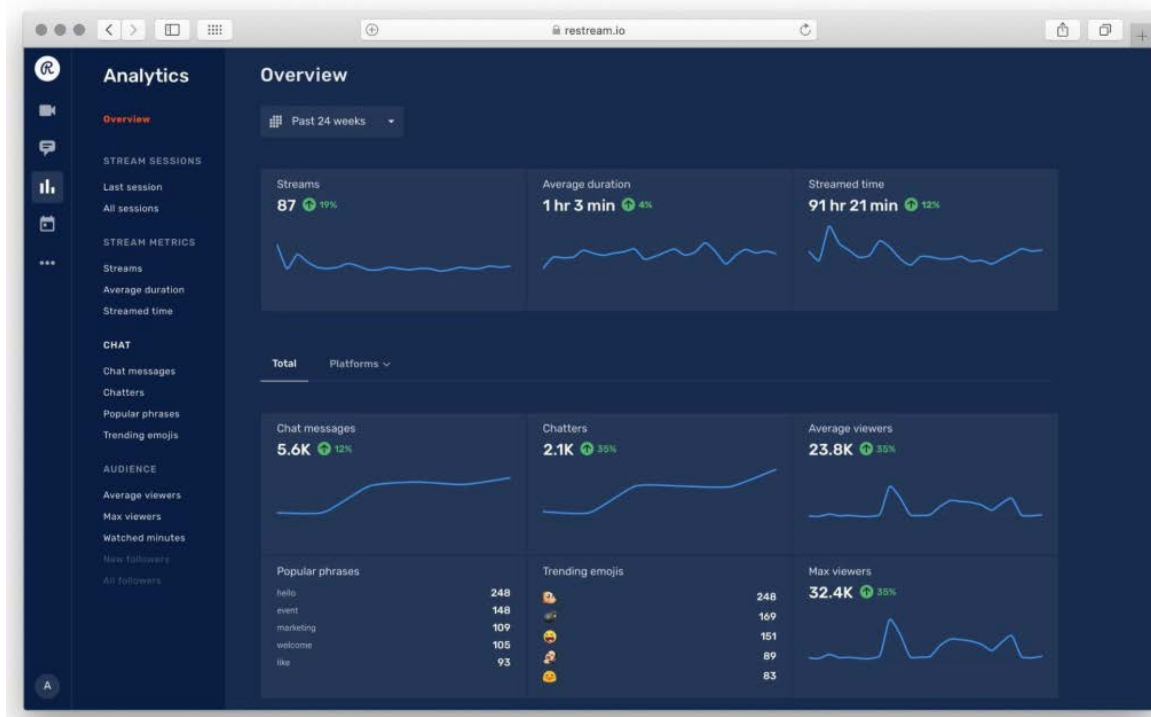 restream.io
Analytics
Overview
STREAM SESSIONS
Last session
All sessions
STREAM METRICS
Streams
Average duration
Streamed time
CHAT
Chat messages
Chatters
Popular phrases
Trending emojis
AUDIENCE
Average viewers
Max viewers
Watched minutes
New followers
All followers
A
Overview
Past 24 weeks
Streams
87 19%
Average duration
1 hr 3 min 4%
Streamed time
91 hr 21 min 12%
Total Platforms
Chat messages
5.6K 12%
Chatters
2.1K 35%
Average viewers
23.8K 35%
Popular phrases
hello 248
event 148
marketing 109
welcome 105
like 93
Trending emojis
248
169
151
89
83
Max viewers
32.4K 35%